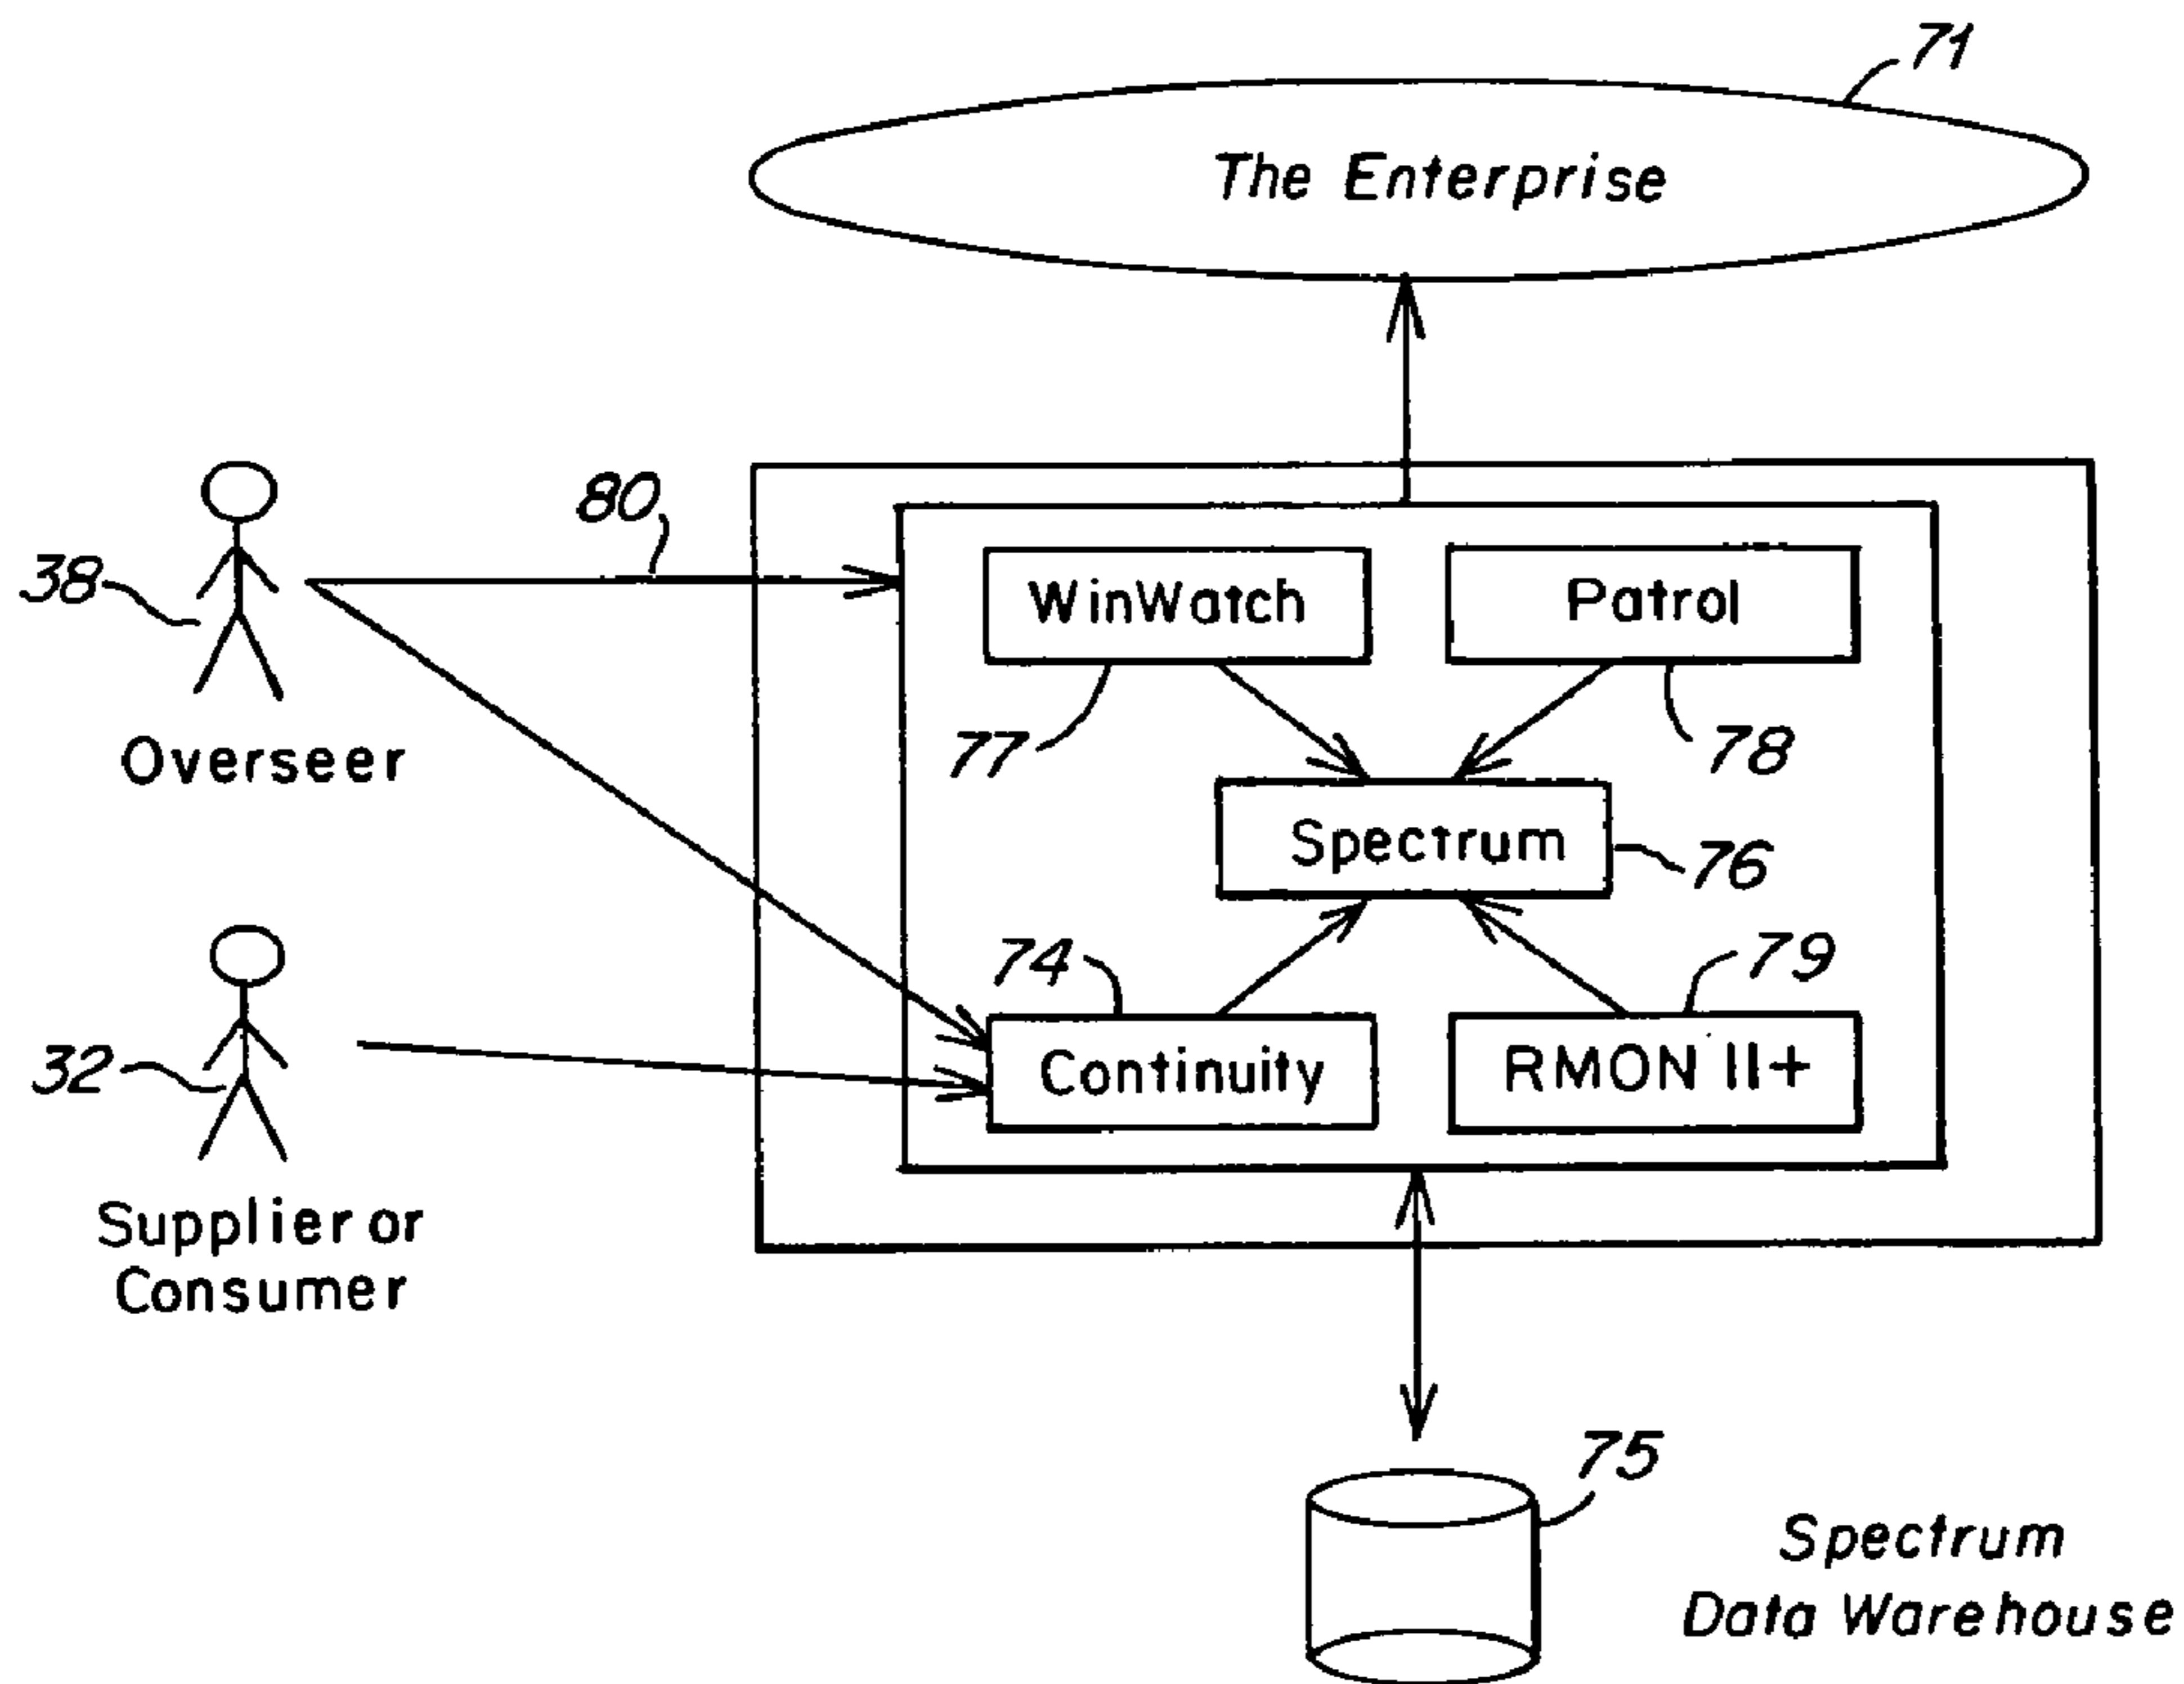 71
The Enterprise
80
38
WinWatch
Patrol
77
78
Overseer
Spectrum
76
74
79
32
Continuity
RMON II+
Supplier or
Consumer
75
Spectrum
Data Warehouse